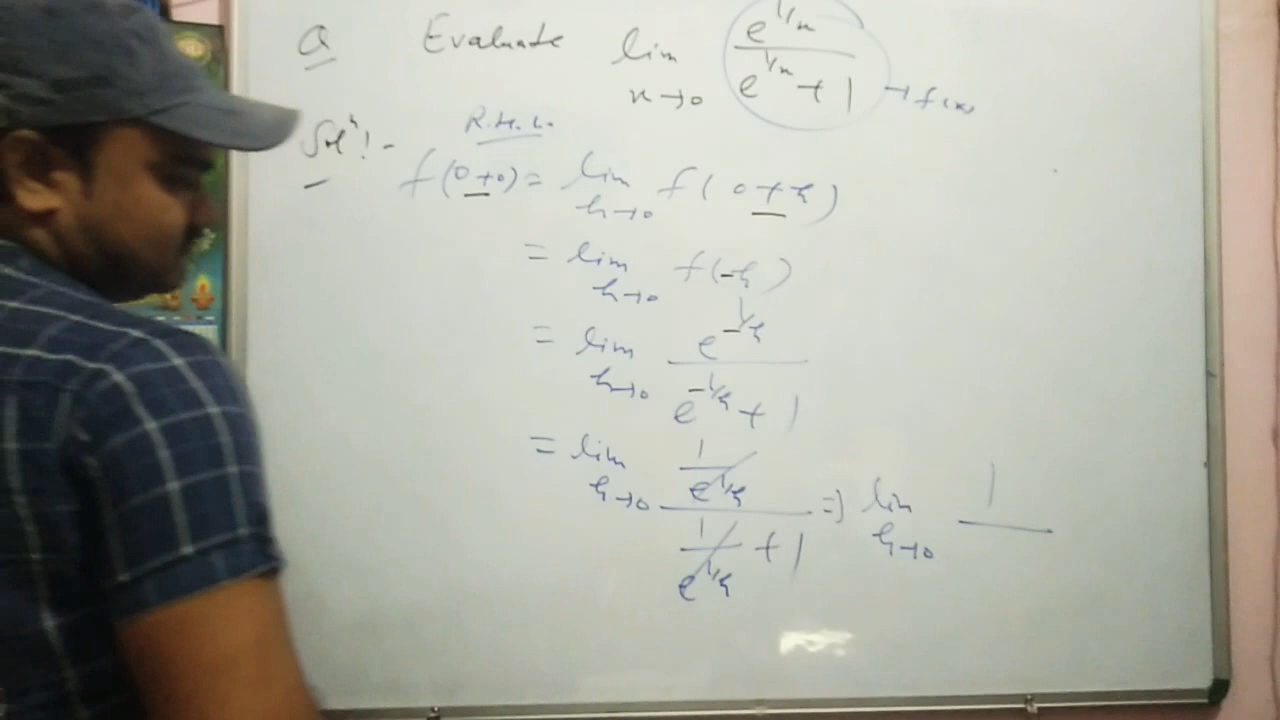 Q Evaluate lim x→0 e^1/x / e^1/x + 1 → f(x)
Solⁿ:- R.H.L.
f(0+0) = lim h→0 f(0+h)
= lim h→0 f(-h)
= lim h→0 e^-1/h / e^-1/h + 1
= lim h→0 1/e^1/h / 1/e^1/h + 1 ⇒ lim h→0 1/